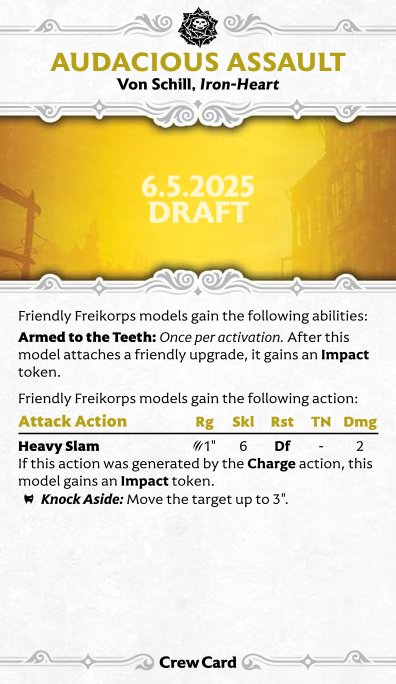 AUDACIOUS ASSAULT
Von Schill, Iron-Heart
6.5.2025
DRAFT
Friendly Freikorps models gain the following abilities:
Armed to the Teeth: Once per activation. After this
model attaches a friendly upgrade, it gains an Impact
token.
Friendly Freikorps models gain the following action:
Attack Action Rg Skl Rst TN Dmg
Heavy Slam 1" 6 Df - 2
If this action was generated by the Charge action, this
model gains an Impact token.
Knock Aside: Move the target up to 3".
Crew Card